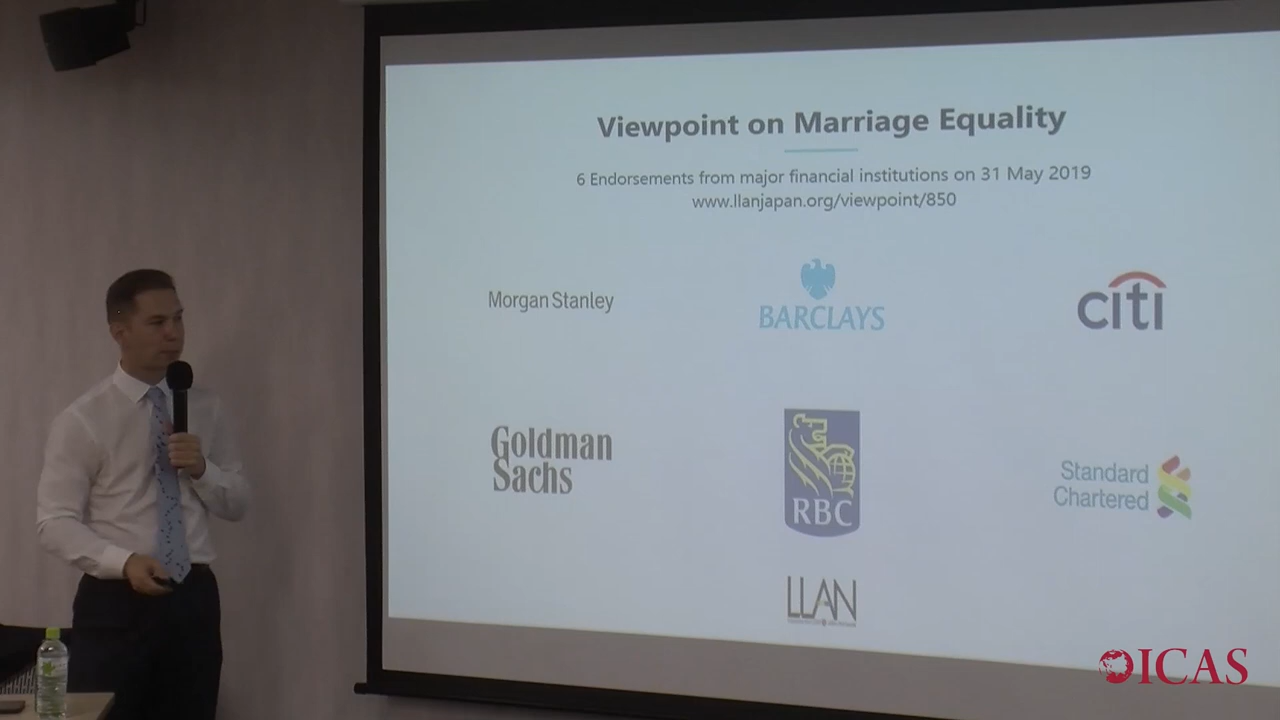 Viewpoint on Marriage Equality
6 Endorsements from major financial institutions on 31 May 2019
www.llanjapan.org/viewpoint/850
Morgan Stanley
BARCLAYS
citi
Goldman
Sachs
RBC
Standard
Chartered
LLAN
ICAS